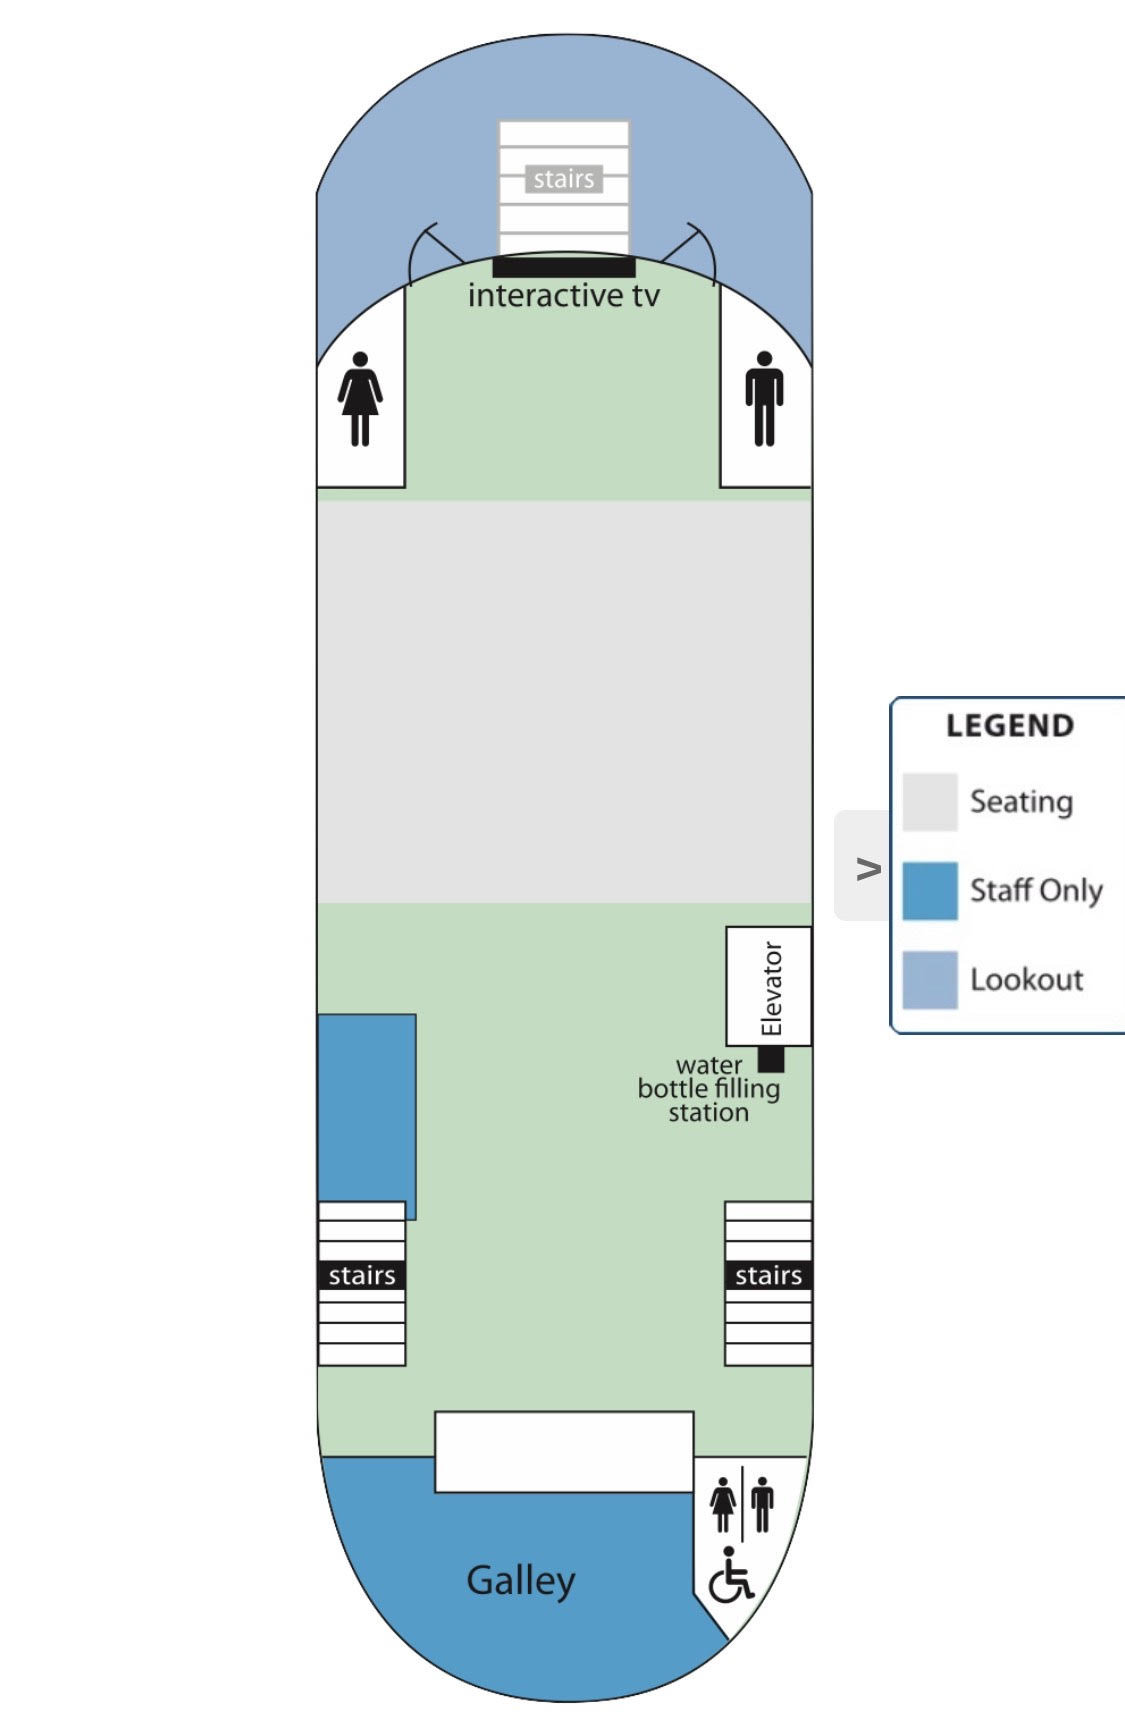 stairs
interactive tv
LEGEND
Seating
>
Staff Only
Lookout
Elevator
water
bottle filling
station
stairs
stairs
Galley